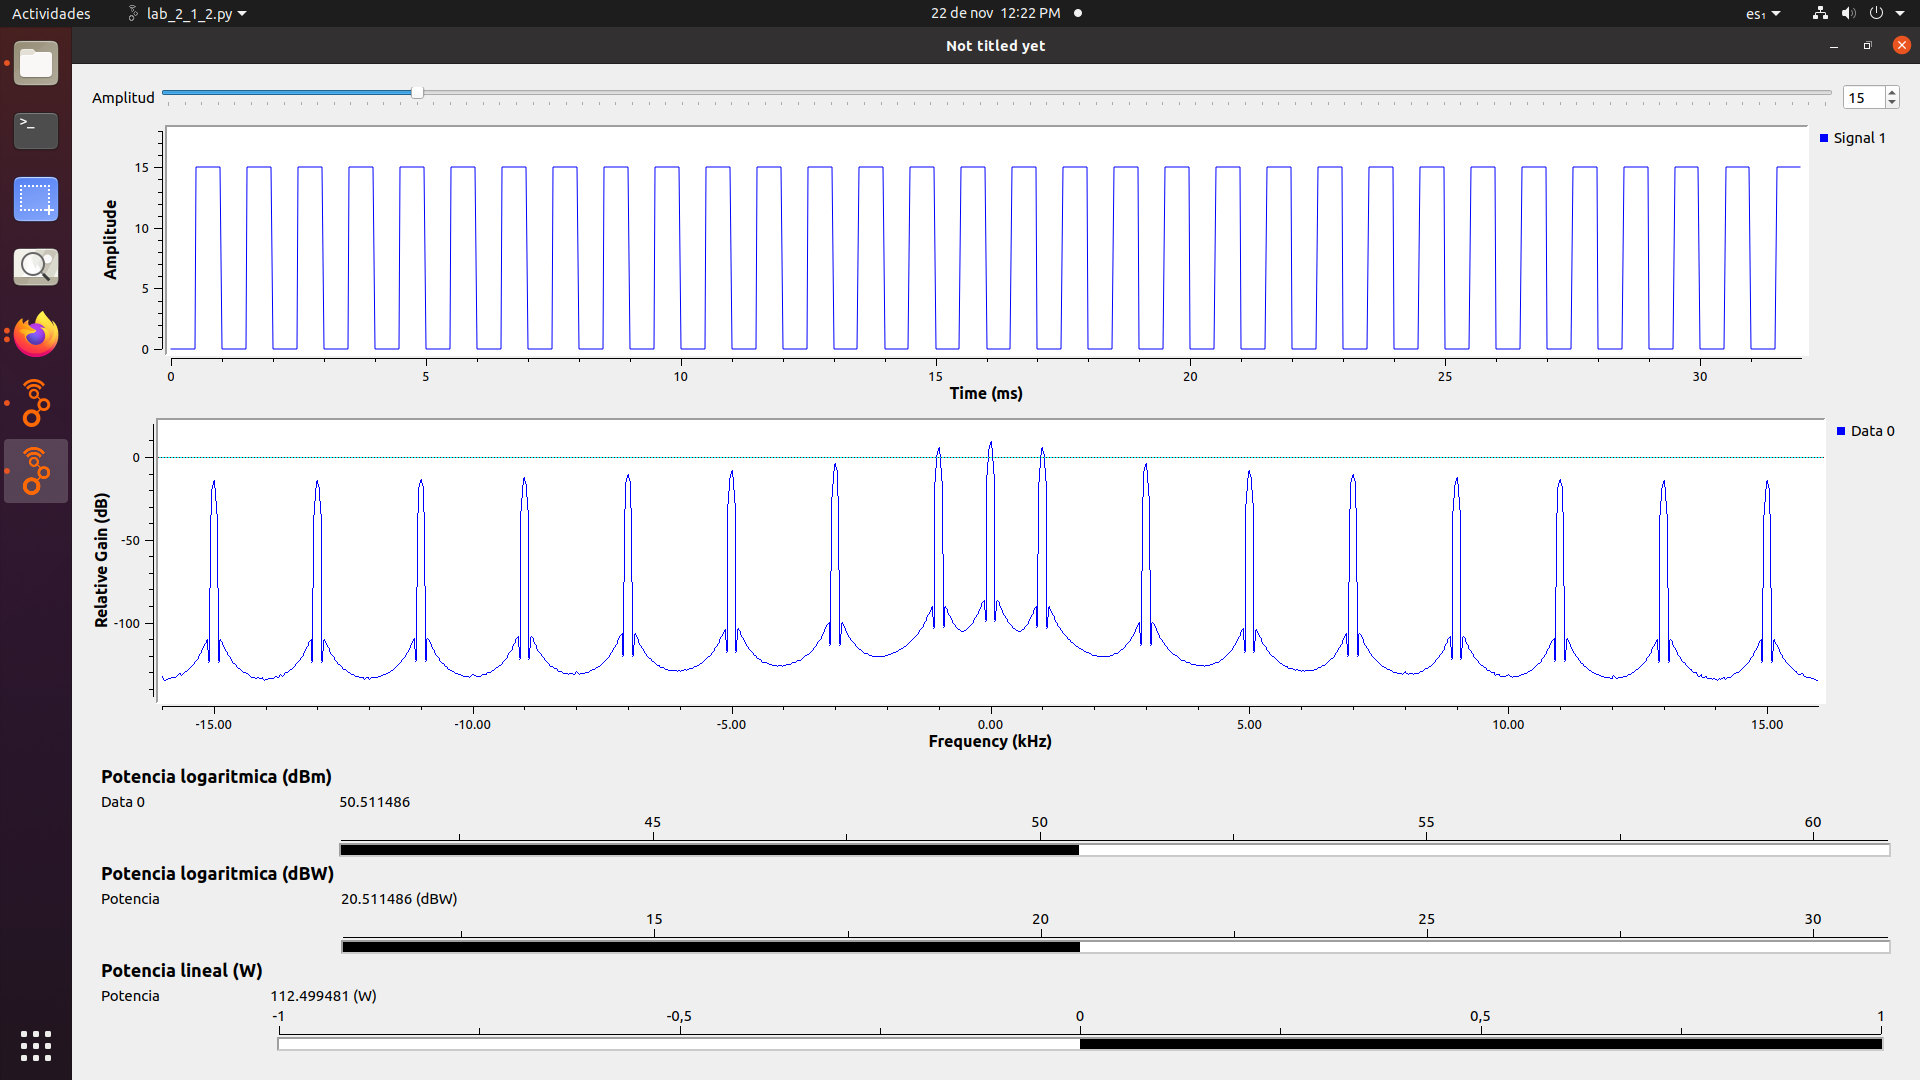 Actividades lab_2_1_2.py 22 de nov 12:22 PM es₁
Not titled yet
Amplitud 15
Signal 1
Amplitude
15
10
5
0
0 5 10 15 20 25 30
Time (ms)
Data 0
Relative Gain (dB)
0
-50
-100
-15.00 -10.00 -5.00 0.00 5.00 10.00 15.00
Frequency (kHz)
Potencia logaritmica (dBm)
Data 0 50.511486
45 50 55 60
Potencia logaritmica (dBW)
Potencia 20.511486 (dBW)
15 20 25 30
Potencia lineal (W)
Potencia 112.499481 (W)
-1 -0,5 0 0,5 1